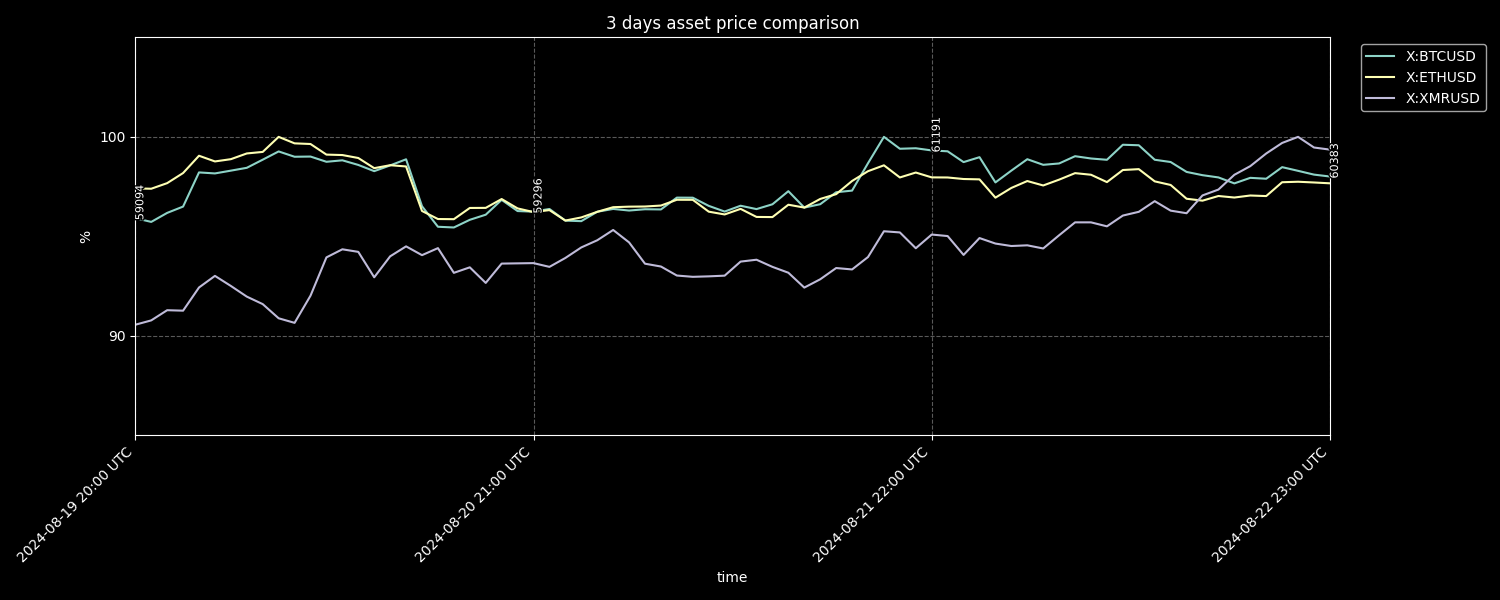 3 days asset price comparison
X:BTCUSD
X:ETHUSD
X:XMRUSD
100
90
%
59094
59296
61191
60383
2024-08-19 20:00 UTC
2024-08-20 21:00 UTC
2024-08-21 22:00 UTC
2024-08-22 23:00 UTC
time